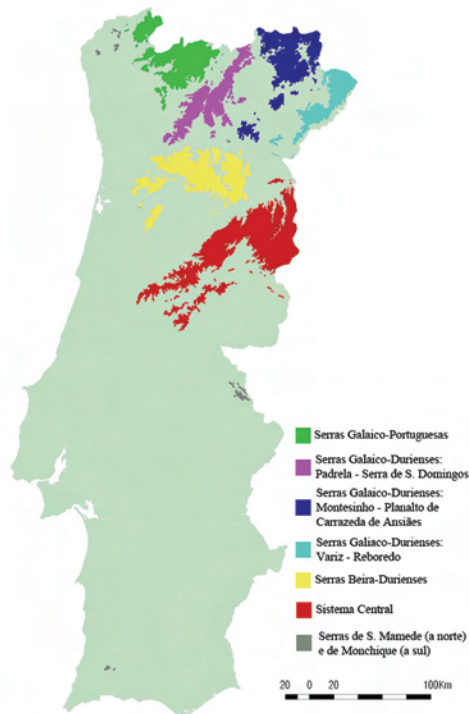 Serras Galaico-Portuguesas
Serras Galaico-Durienses:
Padrela - Serra de S. Domingos
Serras Galaico-Durienses:
Montesinho - Planalto de
Carrazeda de Ansiães
Serras Galiaco-Durienses:
Variz - Reboredo
Serras Beira-Durienses
Sistema Central
Serras de S. Mamede (a norte)
e de Monchique (a sul)
20 0 20 100Km